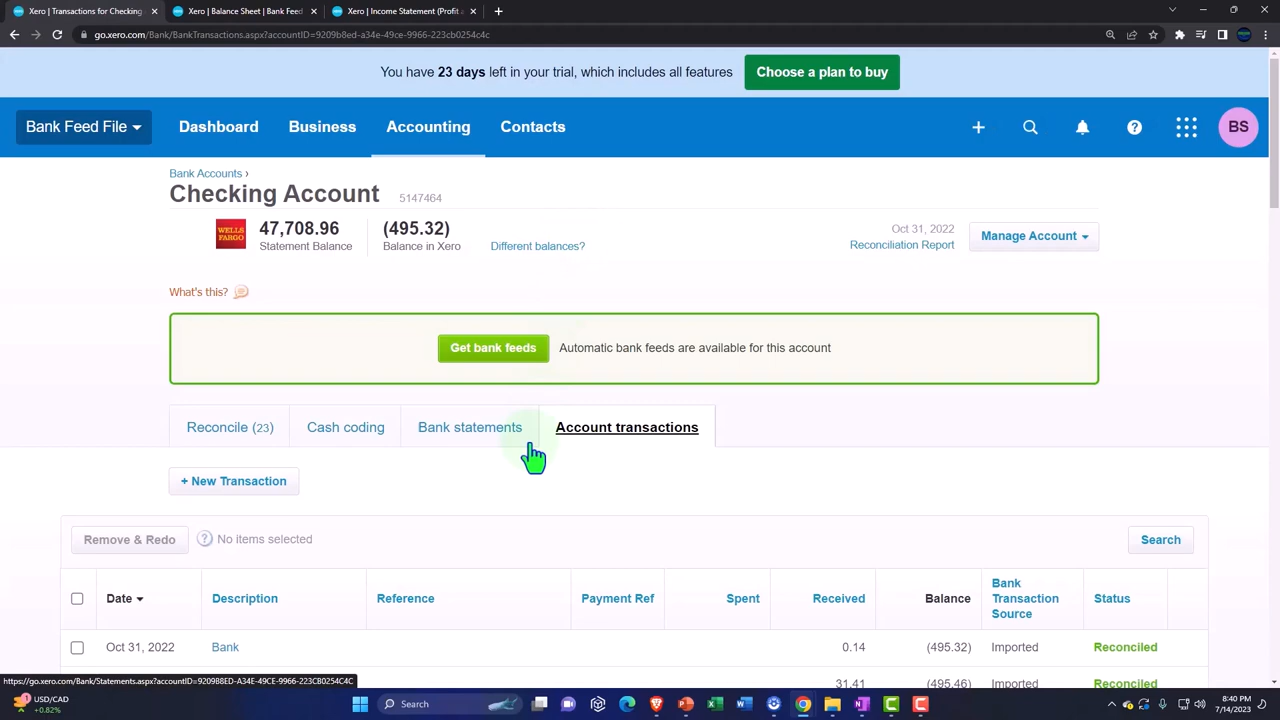 Xero | Transactions for Checking
Xero | Balance Sheet | Bank Feed
Xero | Income Statement (Profit a
go.xero.com/Bank/BankTransactions.aspx?accountID=9209b8ed-a34e-49ce-9966-223cb0254c4c
You have 23 days left in your trial, which includes all features
Choose a plan to buy
Bank Feed File
Dashboard
Business
Accounting
Contacts
BS
Bank Accounts ›
Checking Account 5147464
WELLS
FARGO
47,708.96
Statement Balance
(495.32)
Balance in Xero
Different balances?
Oct 31, 2022
Reconciliation Report
Manage Account
What's this?
Get bank feeds
Automatic bank feeds are available for this account
Reconcile (23)
Cash coding
Bank statements
Account transactions
+ New Transaction
Remove & Redo
? No items selected
Search
Date
Description
Reference
Payment Ref
Spent
Received
Balance
Bank
Transaction
Source
Status
Oct 31, 2022 Bank 0.14 (495.32) Imported Reconciled
31.41 (495.46) Imported Reconciled
https://go.xero.com/Bank/Statements.aspx?accountID=9209B8ED-A34E-49CE-9966-223CB0254C4C
USD/CAD
+0.82%
Search
8:40 PM
7/14/2023